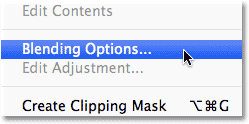 Edit Contents
Blending Options...
Edit Adjustment...
Create Clipping Mask ⌥⌘G